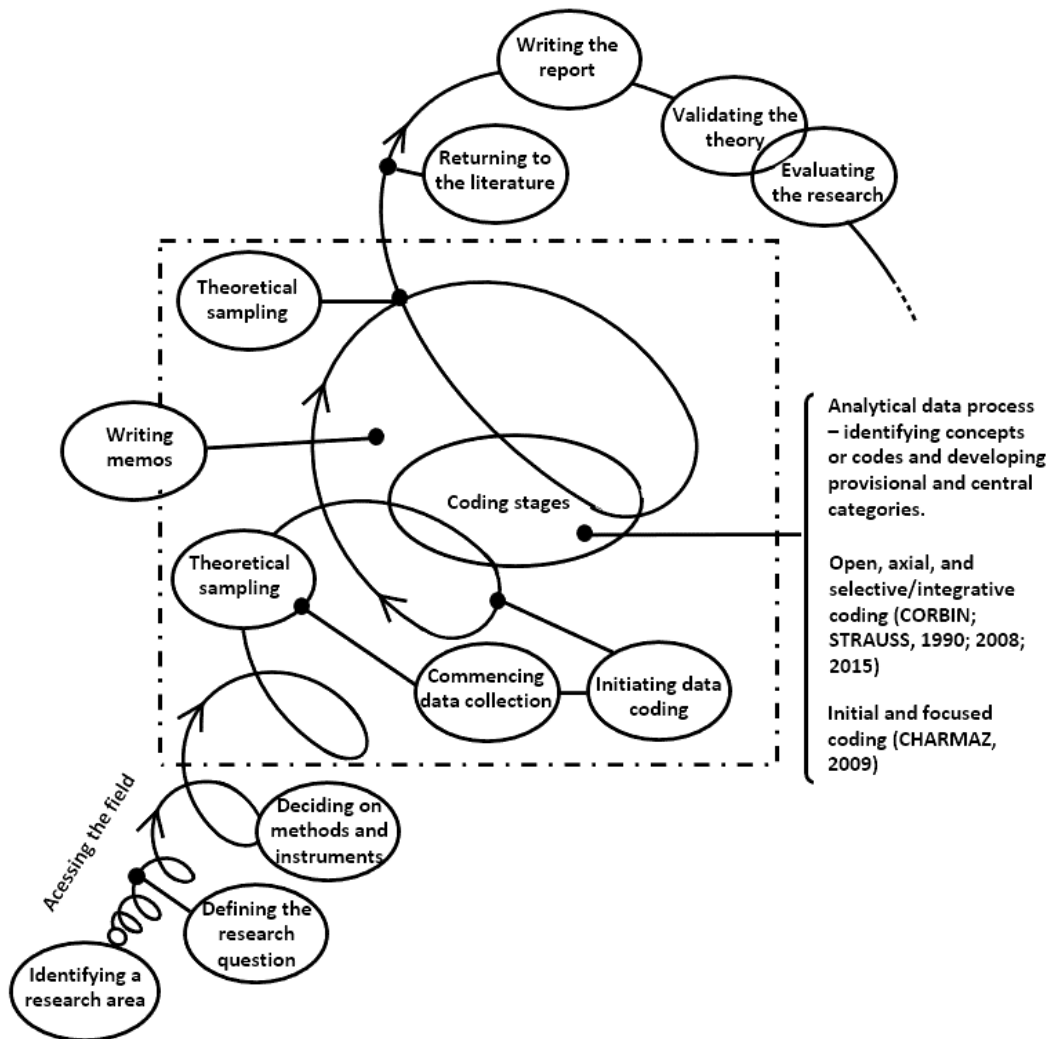 Writing the
report
Validating the
theory
Evaluating
the research
Returning to
the literature
Theoretical
sampling
Writing
memos
Coding stages
Theoretical
sampling
Commencing
data collection
Initiating data
coding
Analytical data process
– identifying concepts
or codes and developing
provisional and central
categories.
Open, axial, and
selective/integrative
coding (CORBIN;
STRAUSS, 1990; 2008;
2015)
Initial and focused
coding (CHARMAZ,
2009)
Acessing the field
Deciding on
methods and
instruments
Defining the
research
question
Identifying a
research area